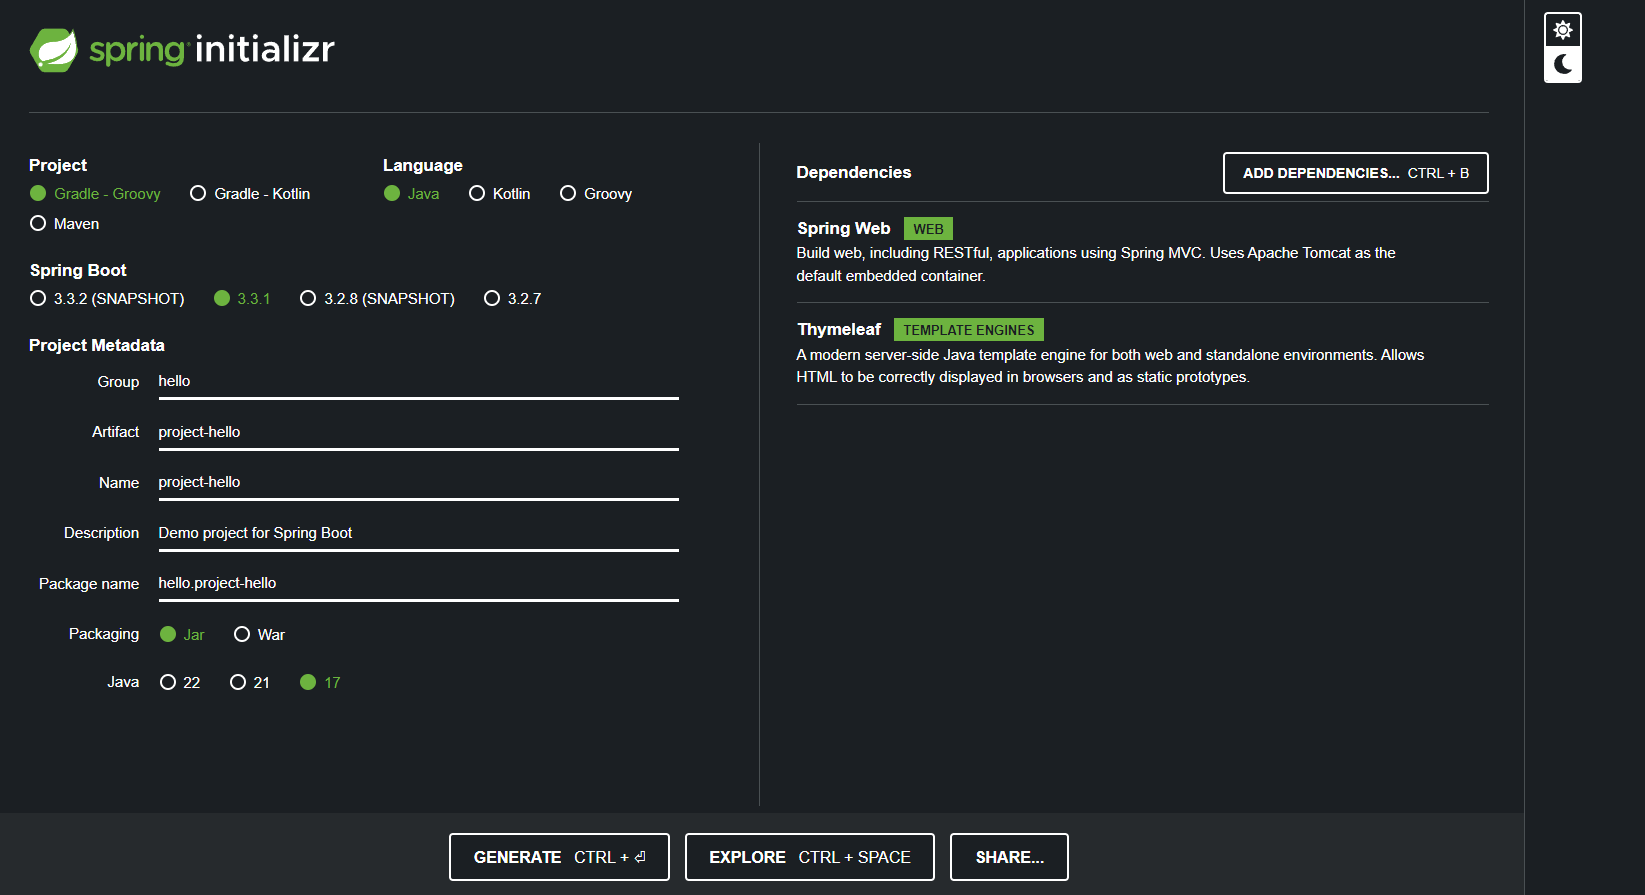 spring initializr
Project
Gradle - Groovy Gradle - Kotlin
Maven
Language
Java Kotlin Groovy
Spring Boot
3.3.2 (SNAPSHOT) 3.3.1 3.2.8 (SNAPSHOT) 3.2.7
Project Metadata
Group hello
Artifact project-hello
Name project-hello
Description Demo project for Spring Boot
Package name hello.project-hello
Packaging Jar War
Java 22 21 17
Dependencies
ADD DEPENDENCIES... CTRL + B
Spring Web WEB
Build web, including RESTful, applications using Spring MVC. Uses Apache Tomcat as the
default embedded container.
Thymeleaf TEMPLATE ENGINES
A modern server-side Java template engine for both web and standalone environments. Allows
HTML to be correctly displayed in browsers and as static prototypes.
GENERATE CTRL + ⏎
EXPLORE CTRL + SPACE
SHARE...